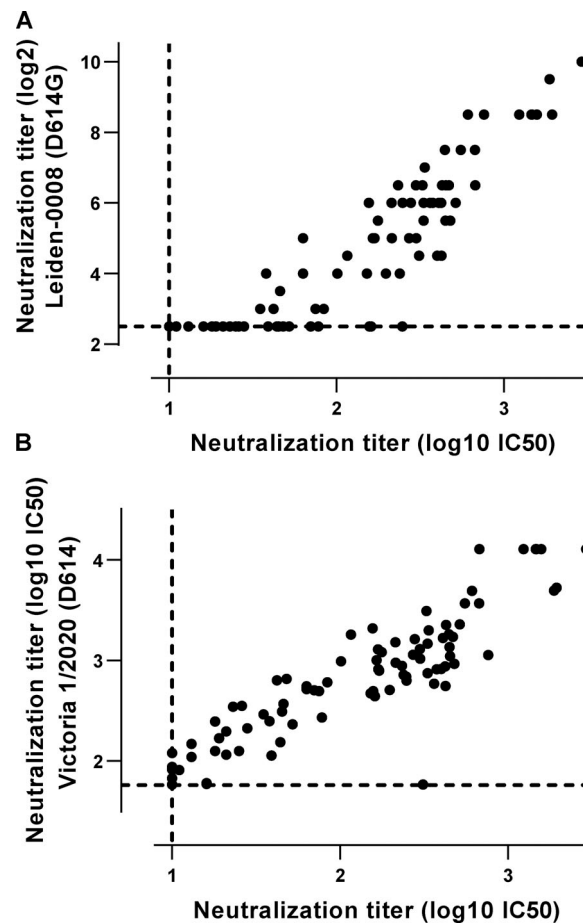 A
Neutralization titer (log2)
Leiden-0008 (D614G)
10
8
6
4
2
1 2 3
Neutralization titer (log10 IC50)
B
Neutralization titer (log10 IC50)
Victoria 1/2020 (D614)
4
3
2
1 2 3
Neutralization titer (log10 IC50)